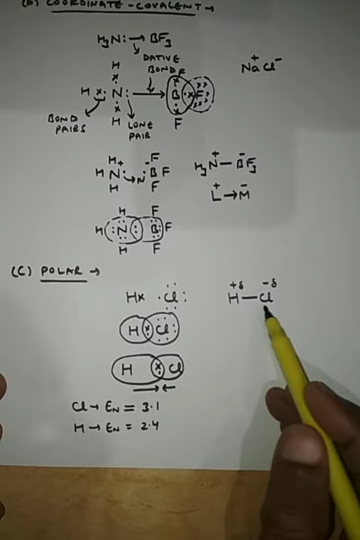 (b) COORDINATE-COVALENT →
H₃N: → BF₃
DATIVE
BOND
H F
H × N : → B × F
BOND PAIRS
LONE PAIR
H F
Na⁺ Cl⁻
H⁺ ⁻F
H N: → N B F
H F
H₃N⁺ — B⁻F₃
L⁺ → M⁻
H F
H N : B F
H F
(C) POLAR →
H× ·Cl:
+δ -δ
H — Cl
H × Cl
H × Cl
Cl → EN = 3.1
H → EN = 2.4